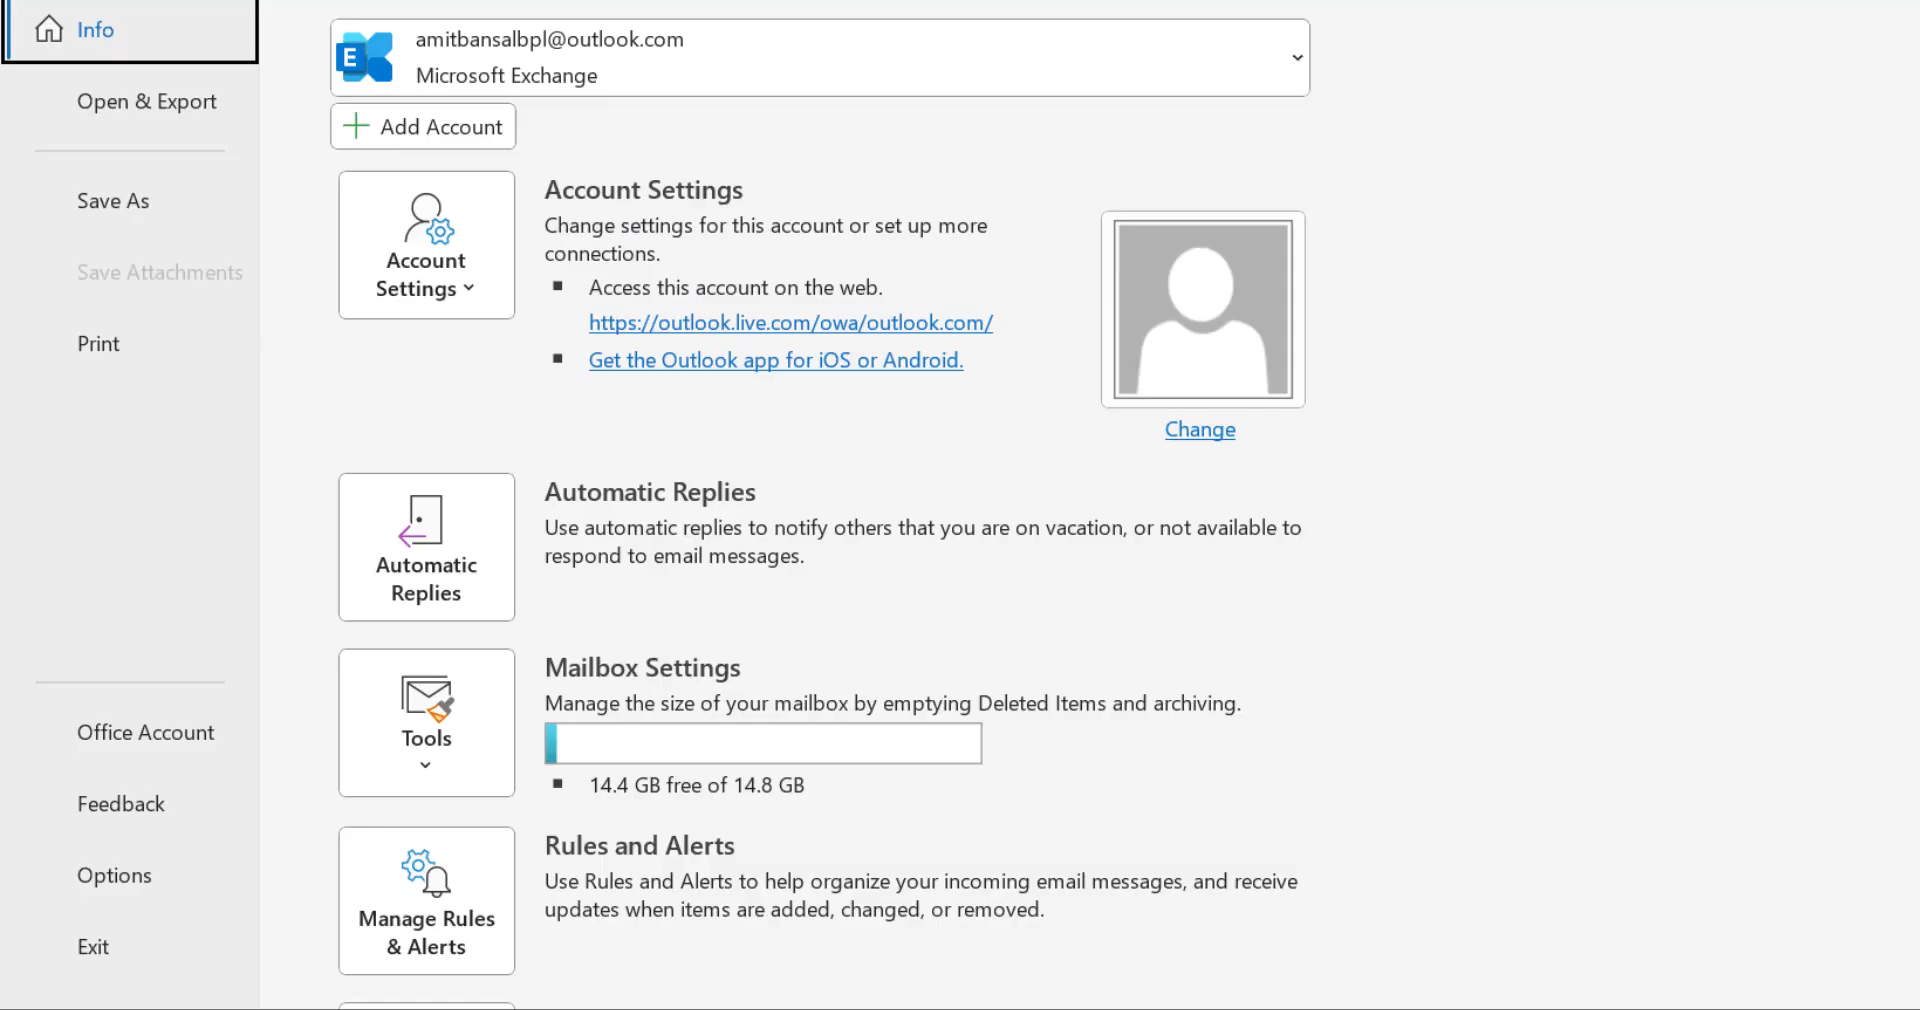 Info
Open & Export
Save As
Save Attachments
Print
Office Account
Feedback
Options
Exit
E
amitbansalbpl@outlook.com
Microsoft Exchange
Add Account
Account
Settings
Account Settings
Change settings for this account or set up more
connections.
Access this account on the web.
https://outlook.live.com/owa/outlook.com/
Get the Outlook app for iOS or Android.
Change
Automatic
Replies
Automatic Replies
Use automatic replies to notify others that you are on vacation, or not available to
respond to email messages.
Tools
Mailbox Settings
Manage the size of your mailbox by emptying Deleted Items and archiving.
14.4 GB free of 14.8 GB
Manage Rules
& Alerts
Rules and Alerts
Use Rules and Alerts to help organize your incoming email messages, and receive
updates when items are added, changed, or removed.